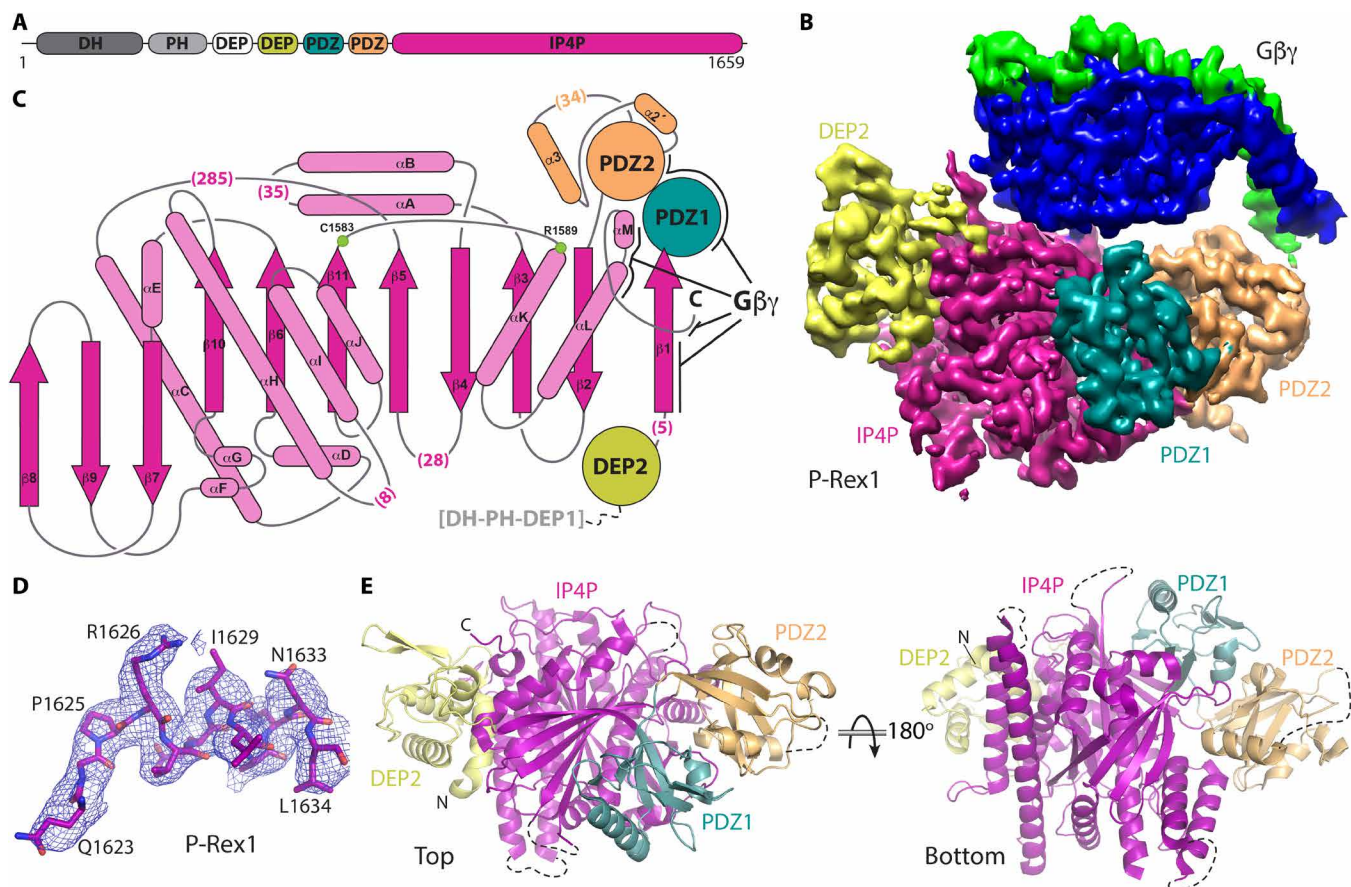 A
DH
PH
DEP
DEP
PDZ
PDZ
IP4P
1
1659
B
Gβγ
DEP2
IP4P
P-Rex1
PDZ1
PDZ2
C
(34)
α2´
α3
PDZ2
PDZ1
αB
αA
(285)
(35)
C1583
R1589
αM
αE
β11
β5
β3
C
Gβγ
β10
β6
αI
αJ
αK
αL
β1
αC
αH
β4
β2
β8
β9
β7
αG
αD
αF
(8)
(28)
(5)
DEP2
[DH-PH-DEP1]
D
R1626
I1629
N1633
P1625
L1634
Q1623
P-Rex1
E
IP4P
C
PDZ2
DEP2
N
PDZ1
Top
180°
IP4P
PDZ1
N
DEP2
PDZ2
Bottom